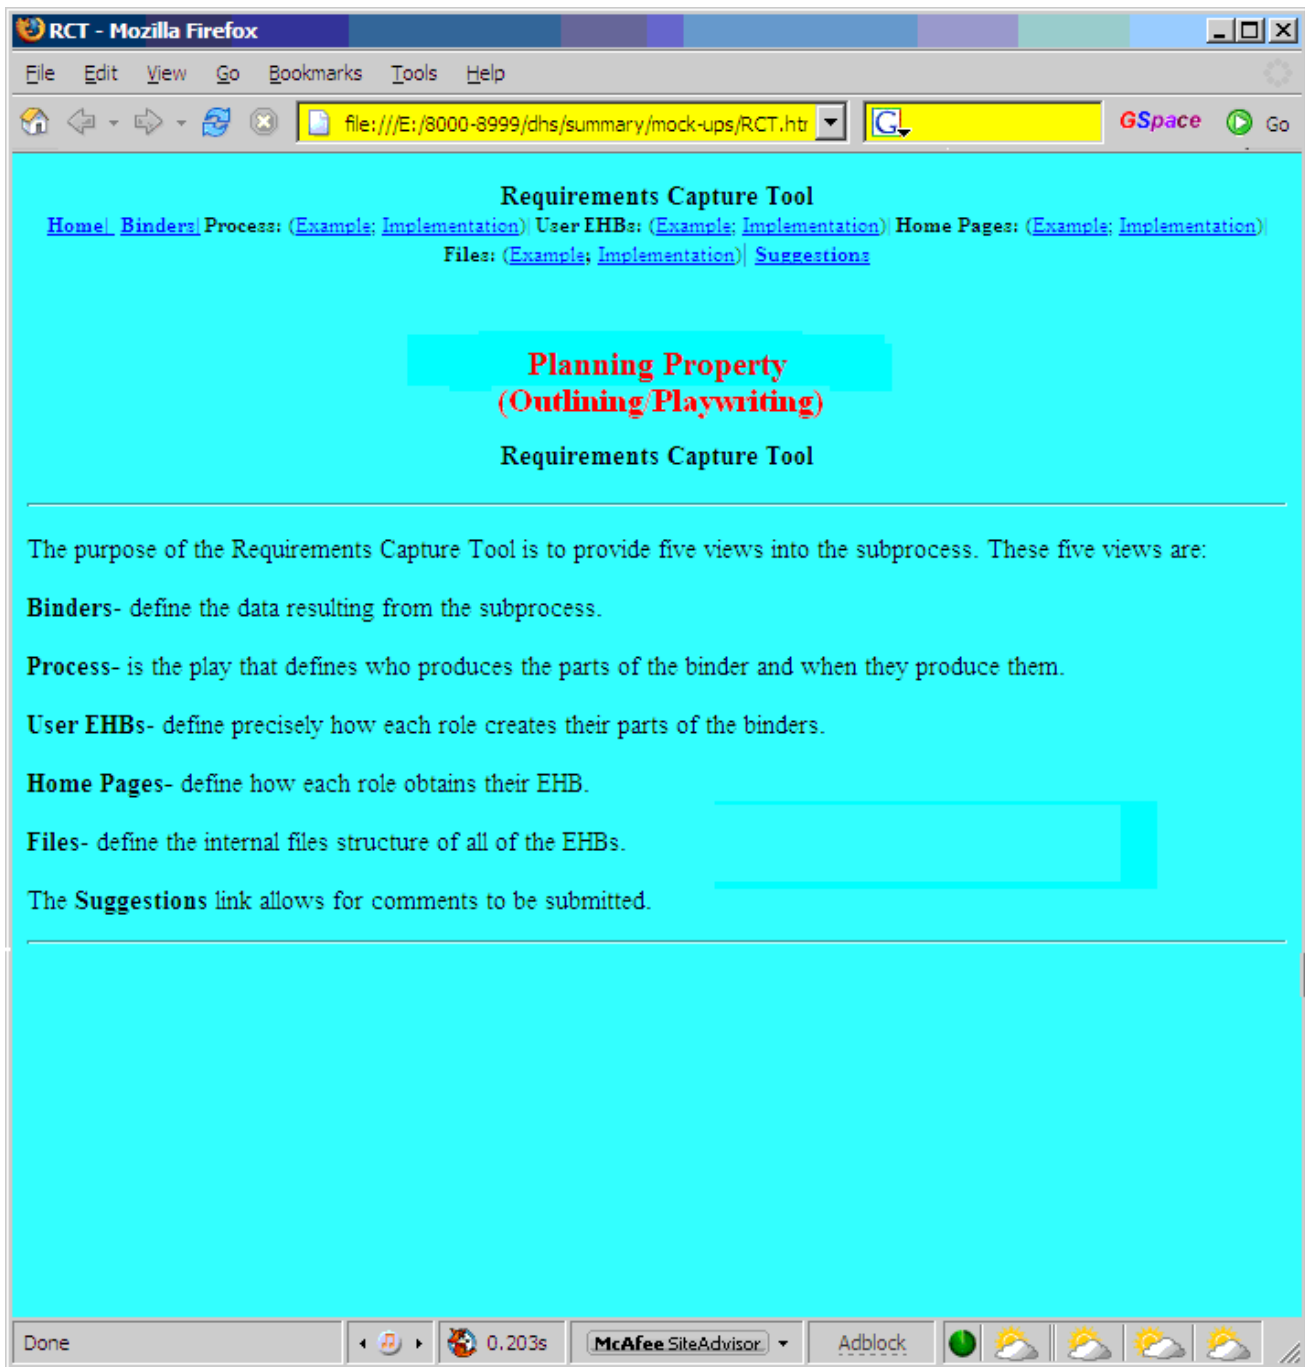 RCT - Mozilla Firefox
File Edit View Go Bookmarks Tools Help
file:///E:/8000-8999/dhs/summary/mock-ups/RCT.htr G GSpace Go
Requirements Capture Tool
Home| Binders| Process: (Example; Implementation)| User EHBs: (Example; Implementation)| Home Pages: (Example; Implementation)|
Files: (Example; Implementation)| Suggestions
Planning Property
(Outlining/Playwriting)
Requirements Capture Tool
The purpose of the Requirements Capture Tool is to provide five views into the subprocess. These five views are:
Binders- define the data resulting from the subprocess.
Process- is the play that defines who produces the parts of the binder and when they produce them.
User EHBs- define precisely how each role creates their parts of the binders.
Home Pages- define how each role obtains their EHB.
Files- define the internal files structure of all of the EHBs.
The Suggestions link allows for comments to be submitted.
Done 0.203s McAfee SiteAdvisor Adblock